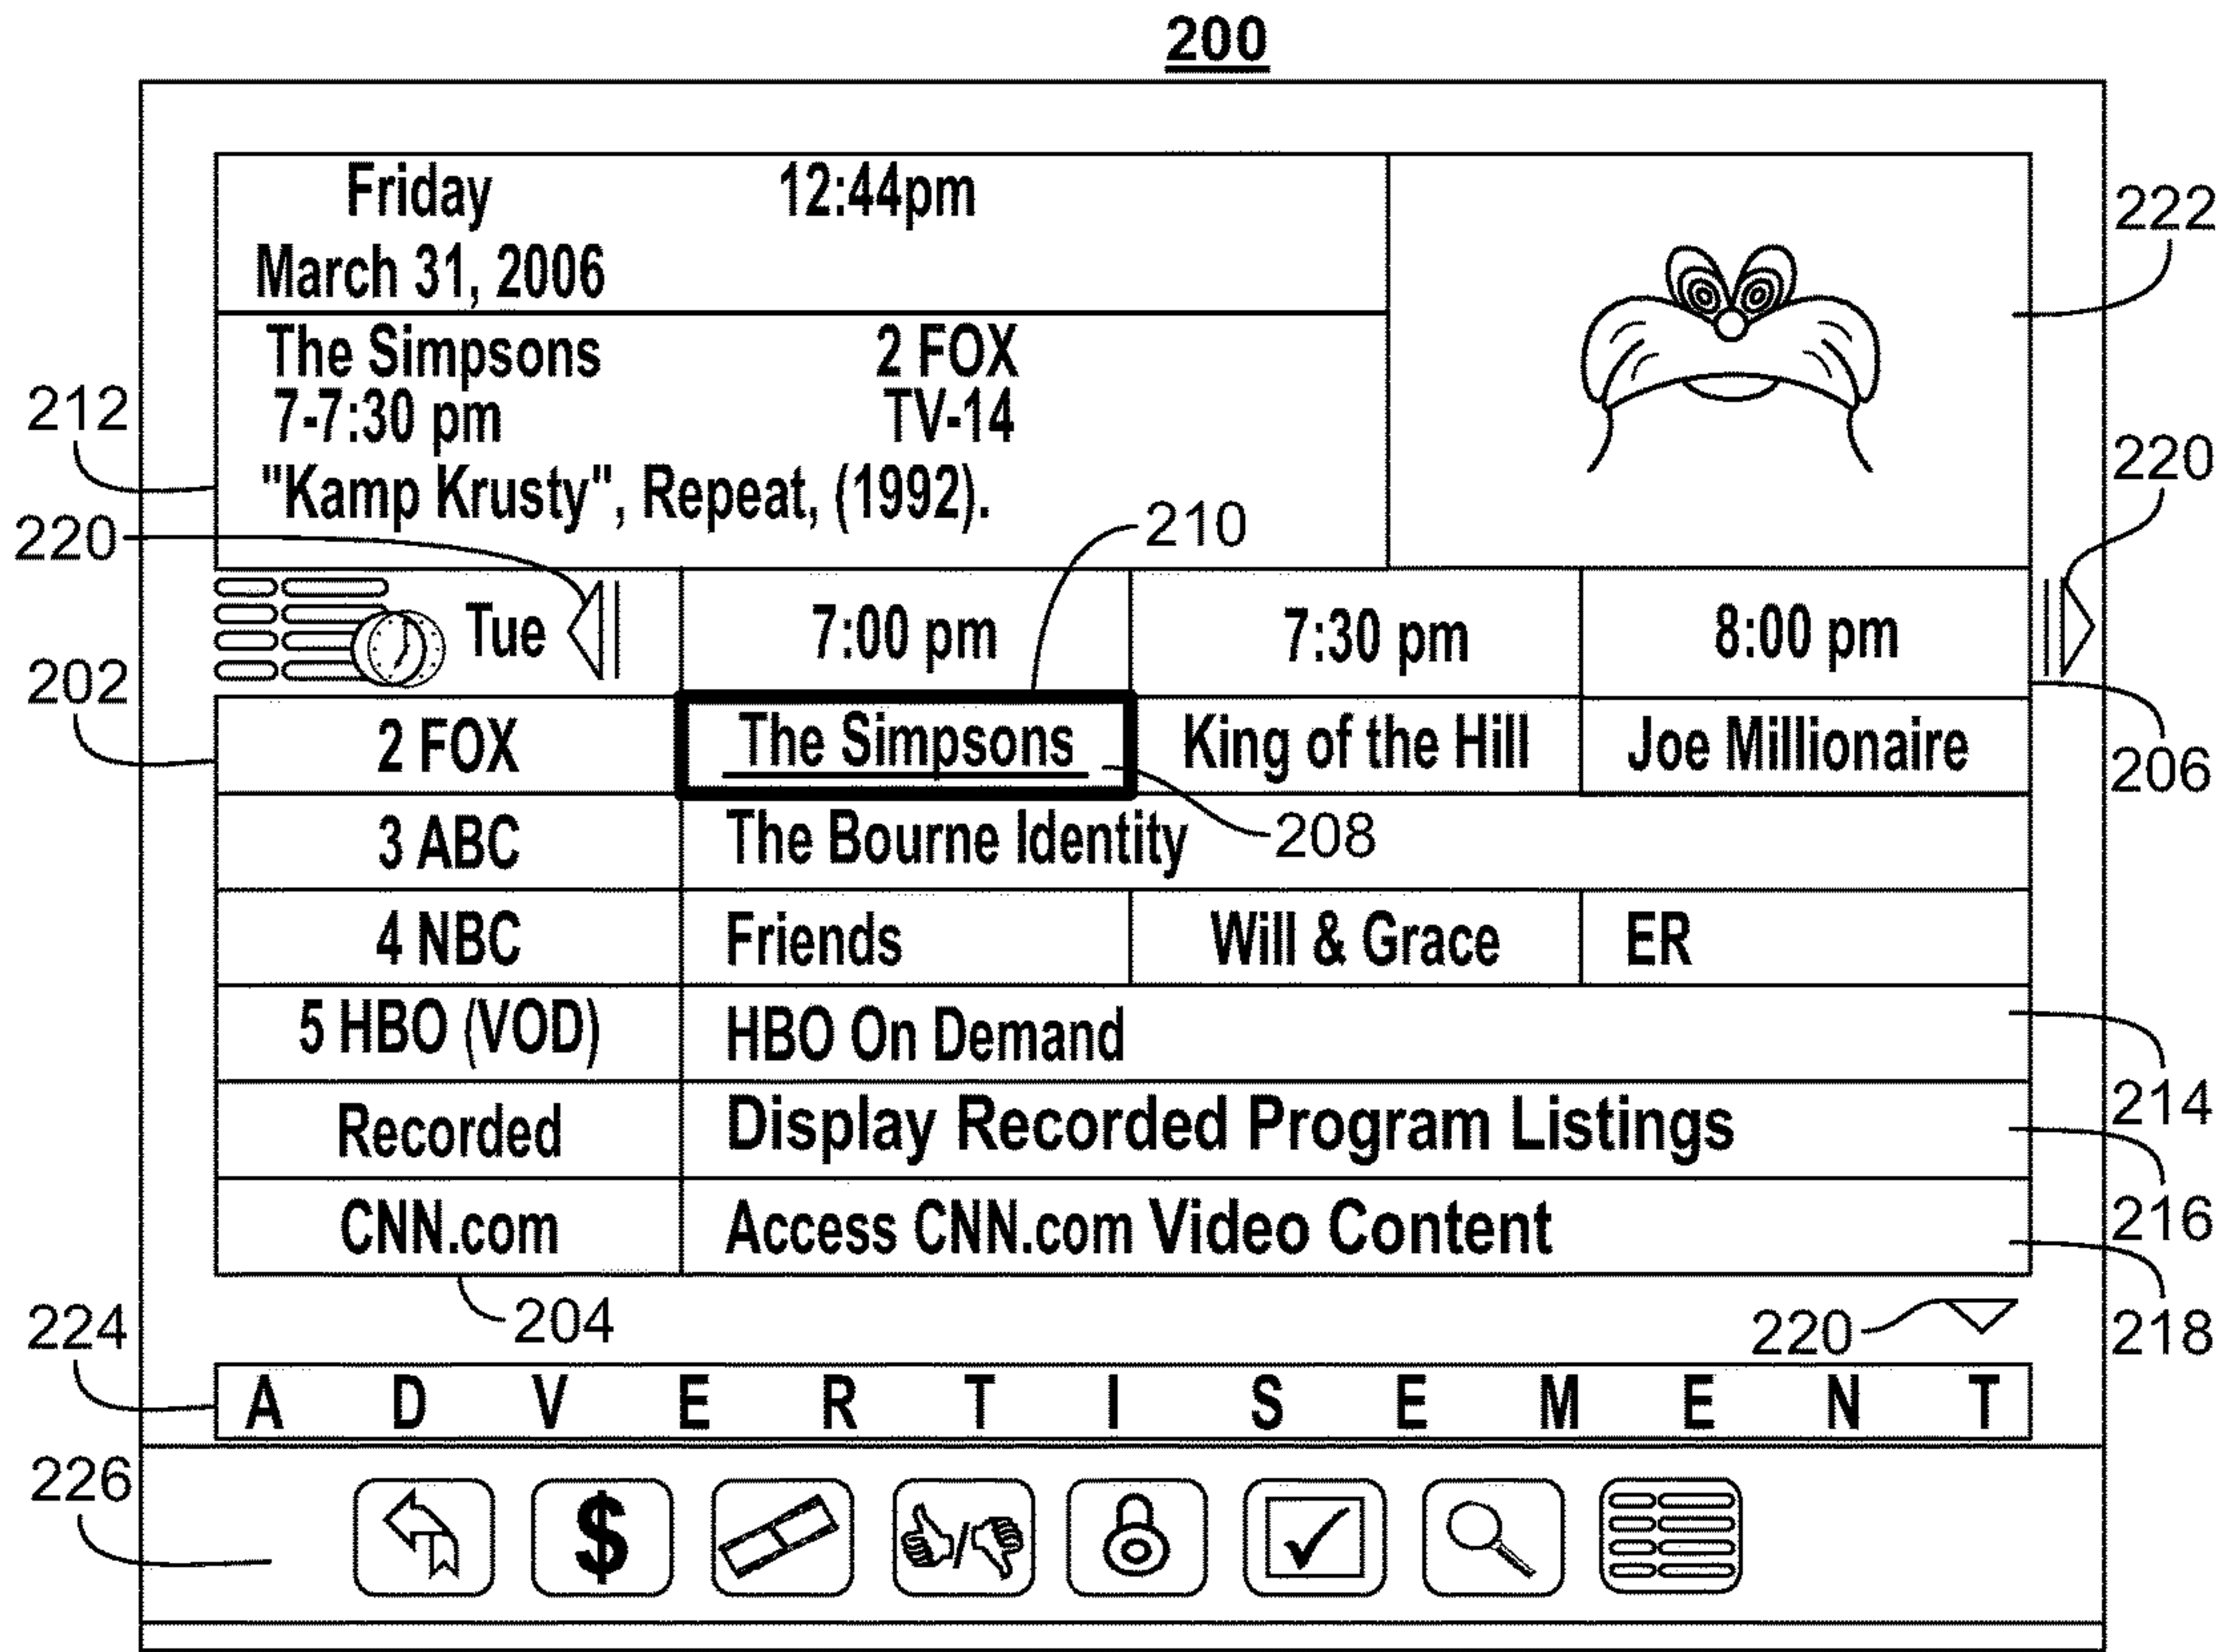 200
Friday 12:44pm
March 31, 2006
222
The Simpsons 2 FOX
212 7-7:30 pm TV-14
220
"Kamp Krusty", Repeat, (1992).
220 210
Tue 7:00 pm 7:30 pm 8:00 pm
202
2 FOX The Simpsons King of the Hill Joe Millionaire
206
3 ABC The Bourne Identity 208
4 NBC Friends Will & Grace ER
5 HBO (VOD) HBO On Demand
214
Recorded Display Recorded Program Listings
216
CNN.com Access CNN.com Video Content
224 204 220 218
A D V E R T I S E M E N T
226
$ /